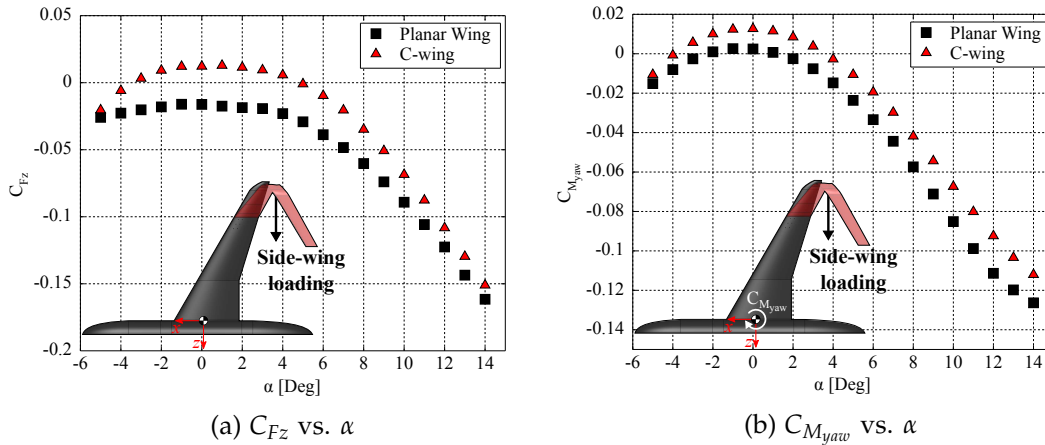 0.05
0
-0.05
-0.1
-0.15
-0.2
C_Fz
Planar Wing
C-wing
Side-wing
loading
x
z
-6 -4 -2 0 2 4 6 8 10 12 14
α [Deg]
(a) C_Fz vs. α
0.02
0
-0.02
-0.04
-0.06
-0.08
-0.1
-0.12
-0.14
C_Myaw
Planar Wing
C-wing
Side-wing
loading
C_Myaw
x
z
-6 -4 -2 0 2 4 6 8 10 12 14
α [Deg]
(b) C_Myaw vs. α